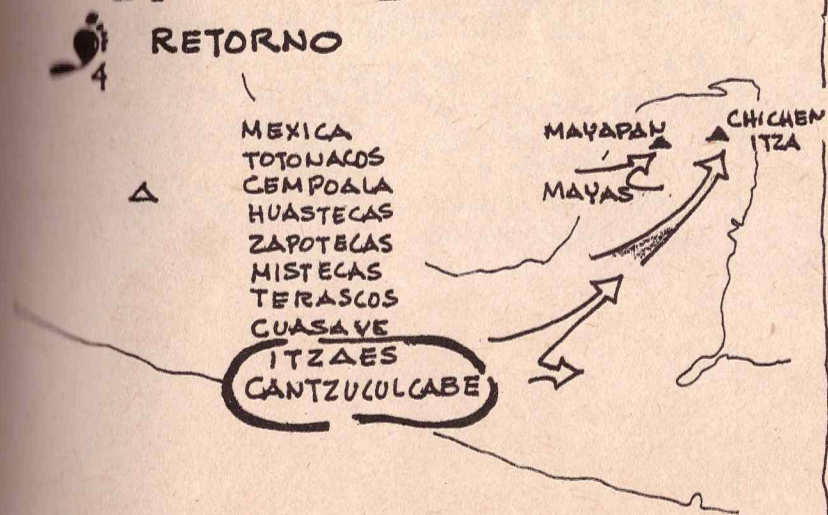 RETORNO
4
MEXICA
TOTONACOS
CEMPOALA
HUASTECAS
ZAPOTECAS
MISTECAS
TERASCOS
CUASAVE
ITZAES
CANTZUCULCABE
MAYAPAN
MAYAS
CHICHEN
ITZA